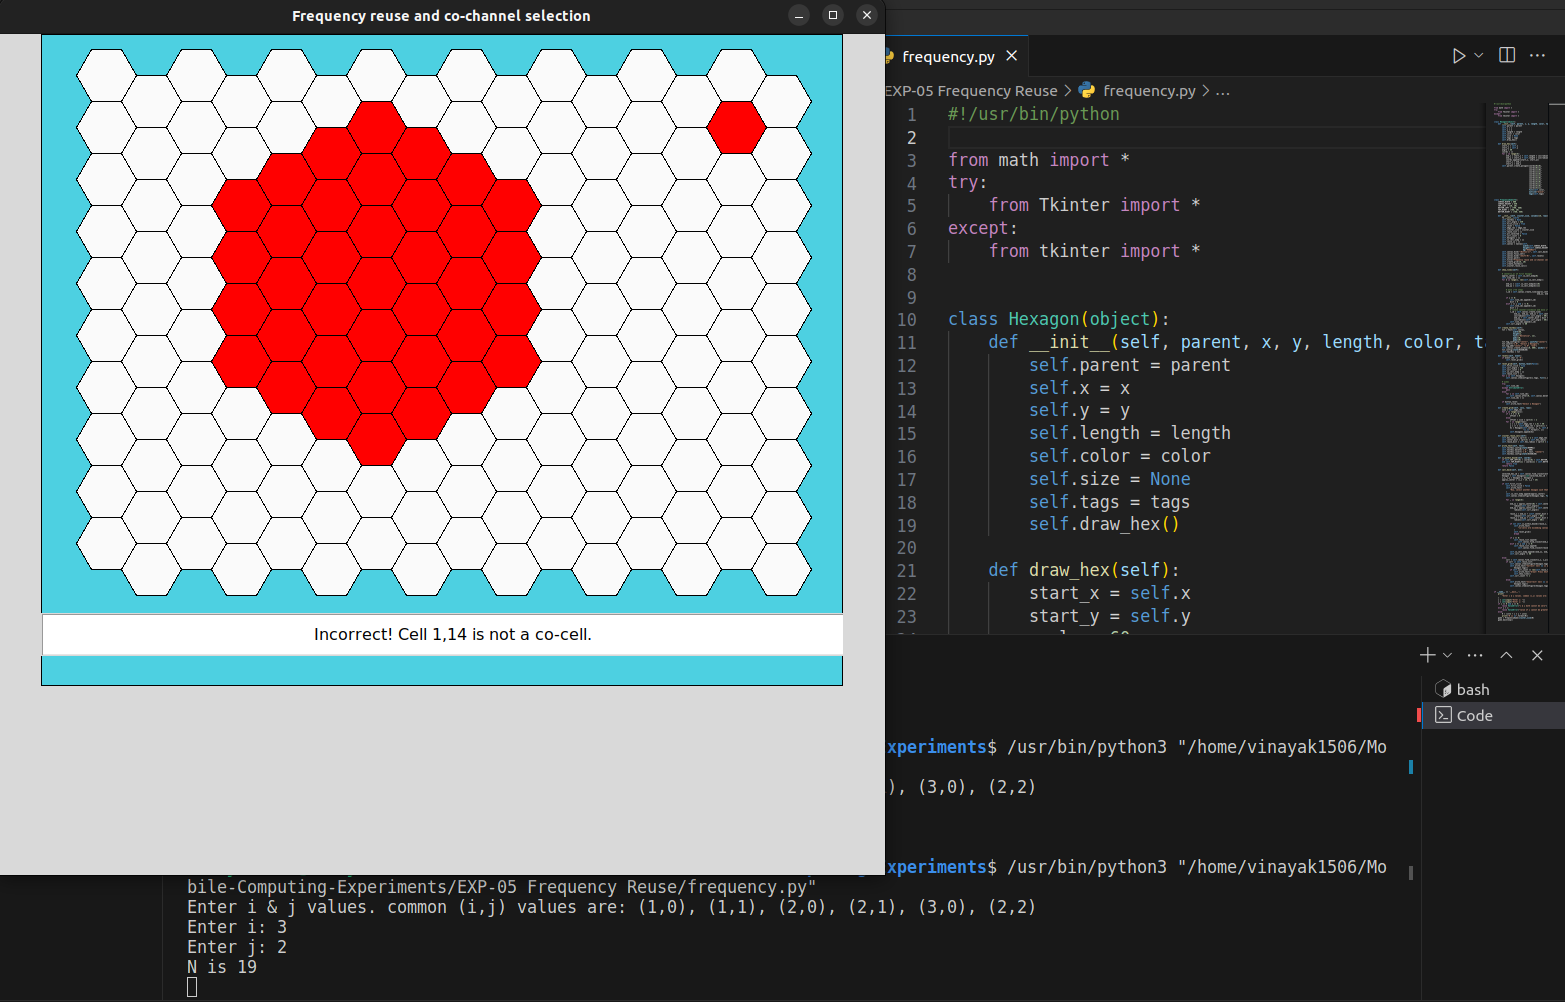 Frequency reuse and co-channel selection
Incorrect! Cell 1,14 is not a co-cell.
frequency.py
EXP-05 Frequency Reuse > frequency.py > ...
1 #!/usr/bin/python
2
3 from math import *
4 try:
5     from Tkinter import *
6 except:
7     from tkinter import *
8
9
10 class Hexagon(object):
11     def __init__(self, parent, x, y, length, color,
12         self.parent = parent
13         self.x = x
14         self.y = y
15         self.length = length
16         self.color = color
17         self.size = None
18         self.tags = tags
19         self.draw_hex()
20
21     def draw_hex(self):
22         start_x = self.x
23         start_y = self.y
bash
Code
xperiments$ /usr/bin/python3 "/home/vinayak1506/Mo
), (3,0), (2,2)
xperiments$ /usr/bin/python3 "/home/vinayak1506/Mo
bile-Computing-Experiments/EXP-05 Frequency Reuse/frequency.py"
Enter i & j values. common (i,j) values are: (1,0), (1,1), (2,0), (2,1), (3,0), (2,2)
Enter i: 3
Enter j: 2
N is 19